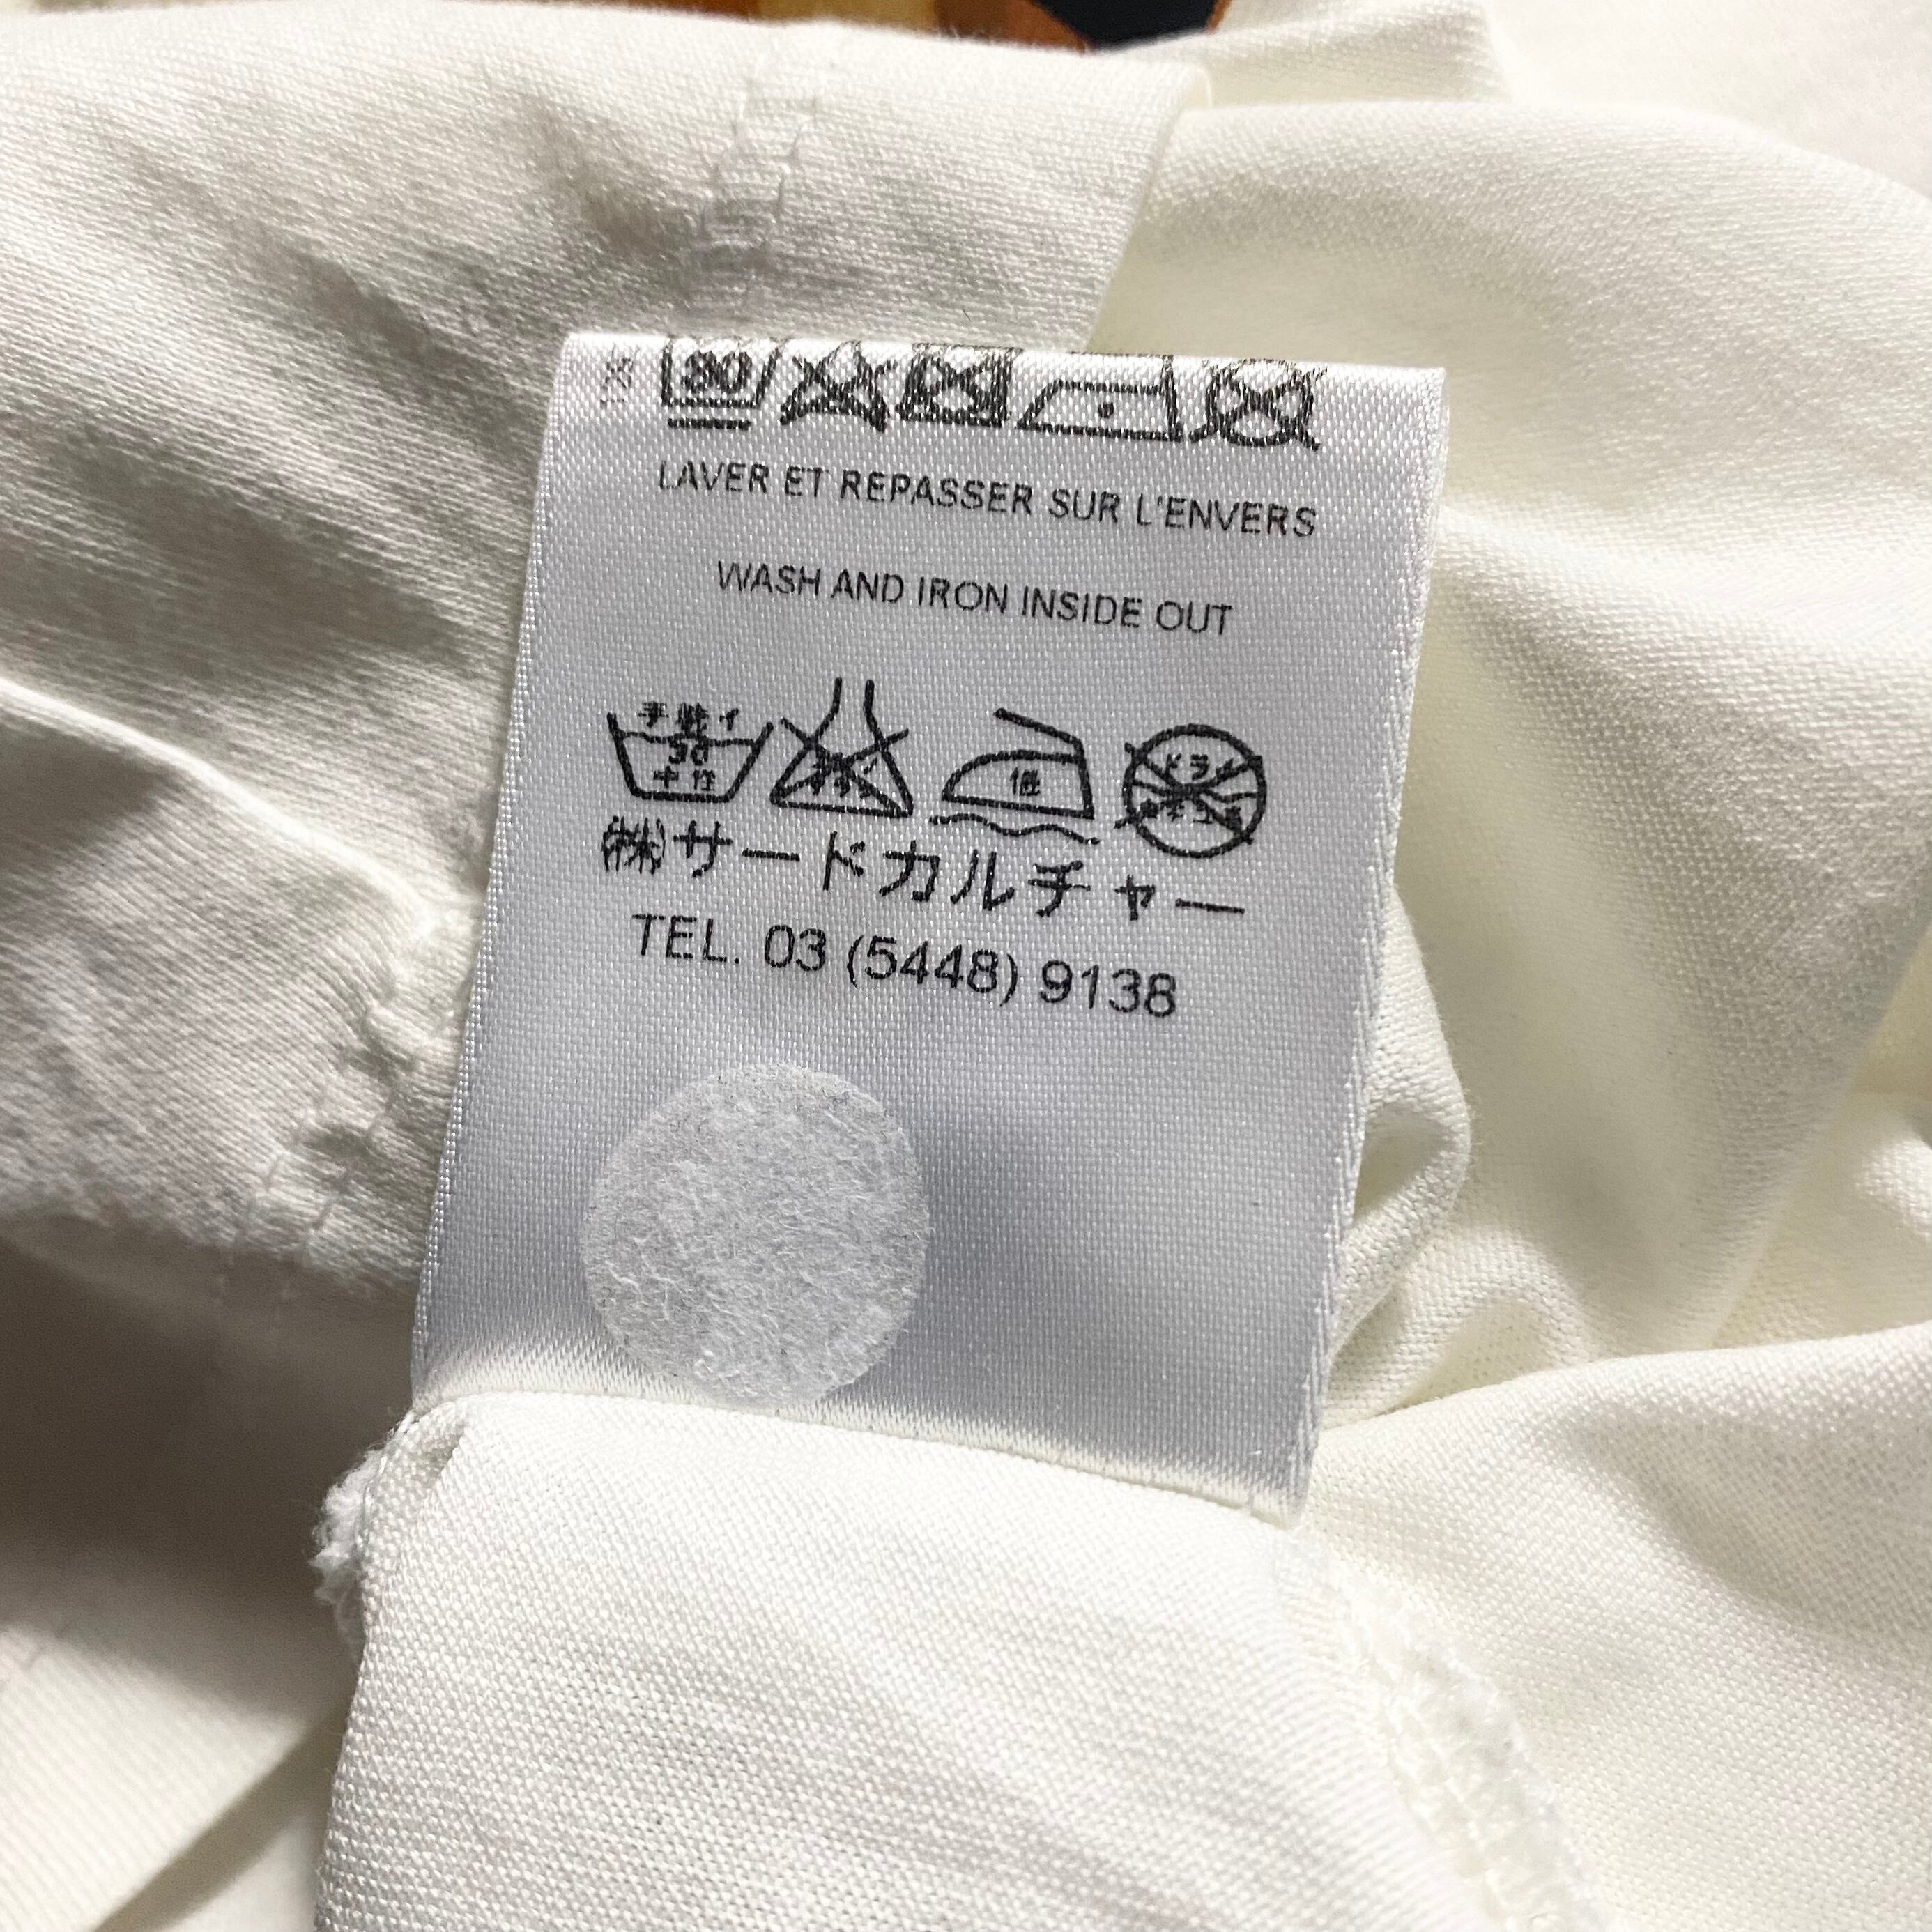 30
LAVER ET REPASSER SUR L'ENVERS
WASH AND IRON INSIDE OUT
手洗イ
30
中性
低
ドライ
㈱サードカルチャー
TEL. 03 (5448) 9138